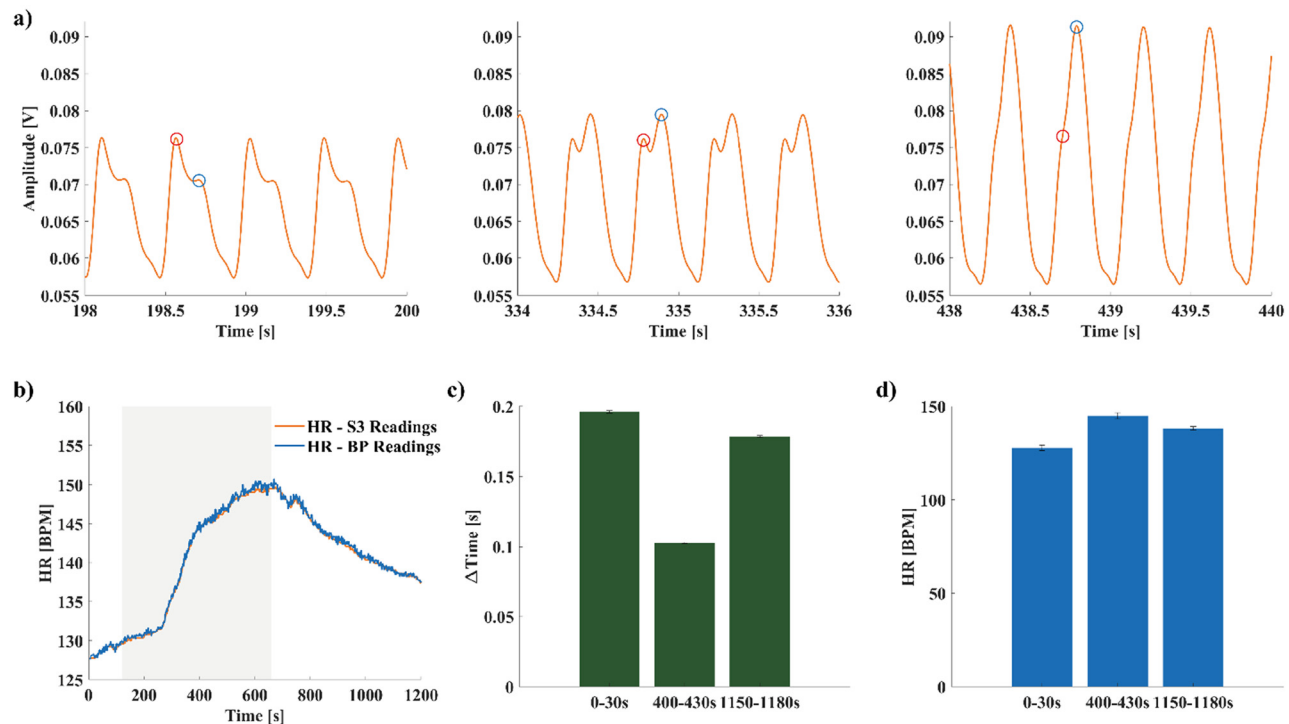 a)
0.09
0.085
0.08
0.075
0.07
0.065
0.06
0.055
Amplitude [V]
198 198.5 199 199.5 200
Time [s]
0.09
0.085
0.08
0.075
0.07
0.065
0.06
0.055
334 334.5 335 335.5 336
Time [s]
0.09
0.085
0.08
0.075
0.07
0.065
0.06
0.055
438 438.5 439 439.5 440
Time [s]
b)
160
155
150
145
140
135
130
125
HR [BPM]
HR - S3 Readings
HR - BP Readings
0 200 400 600 800 1000 1200
Time [s]
c)
0.2
0.15
0.1
0.05
0
△Time [s]
0-30s 400-430s 1150-1180s
d)
150
100
50
0
HR [BPM]
0-30s 400-430s 1150-1180s